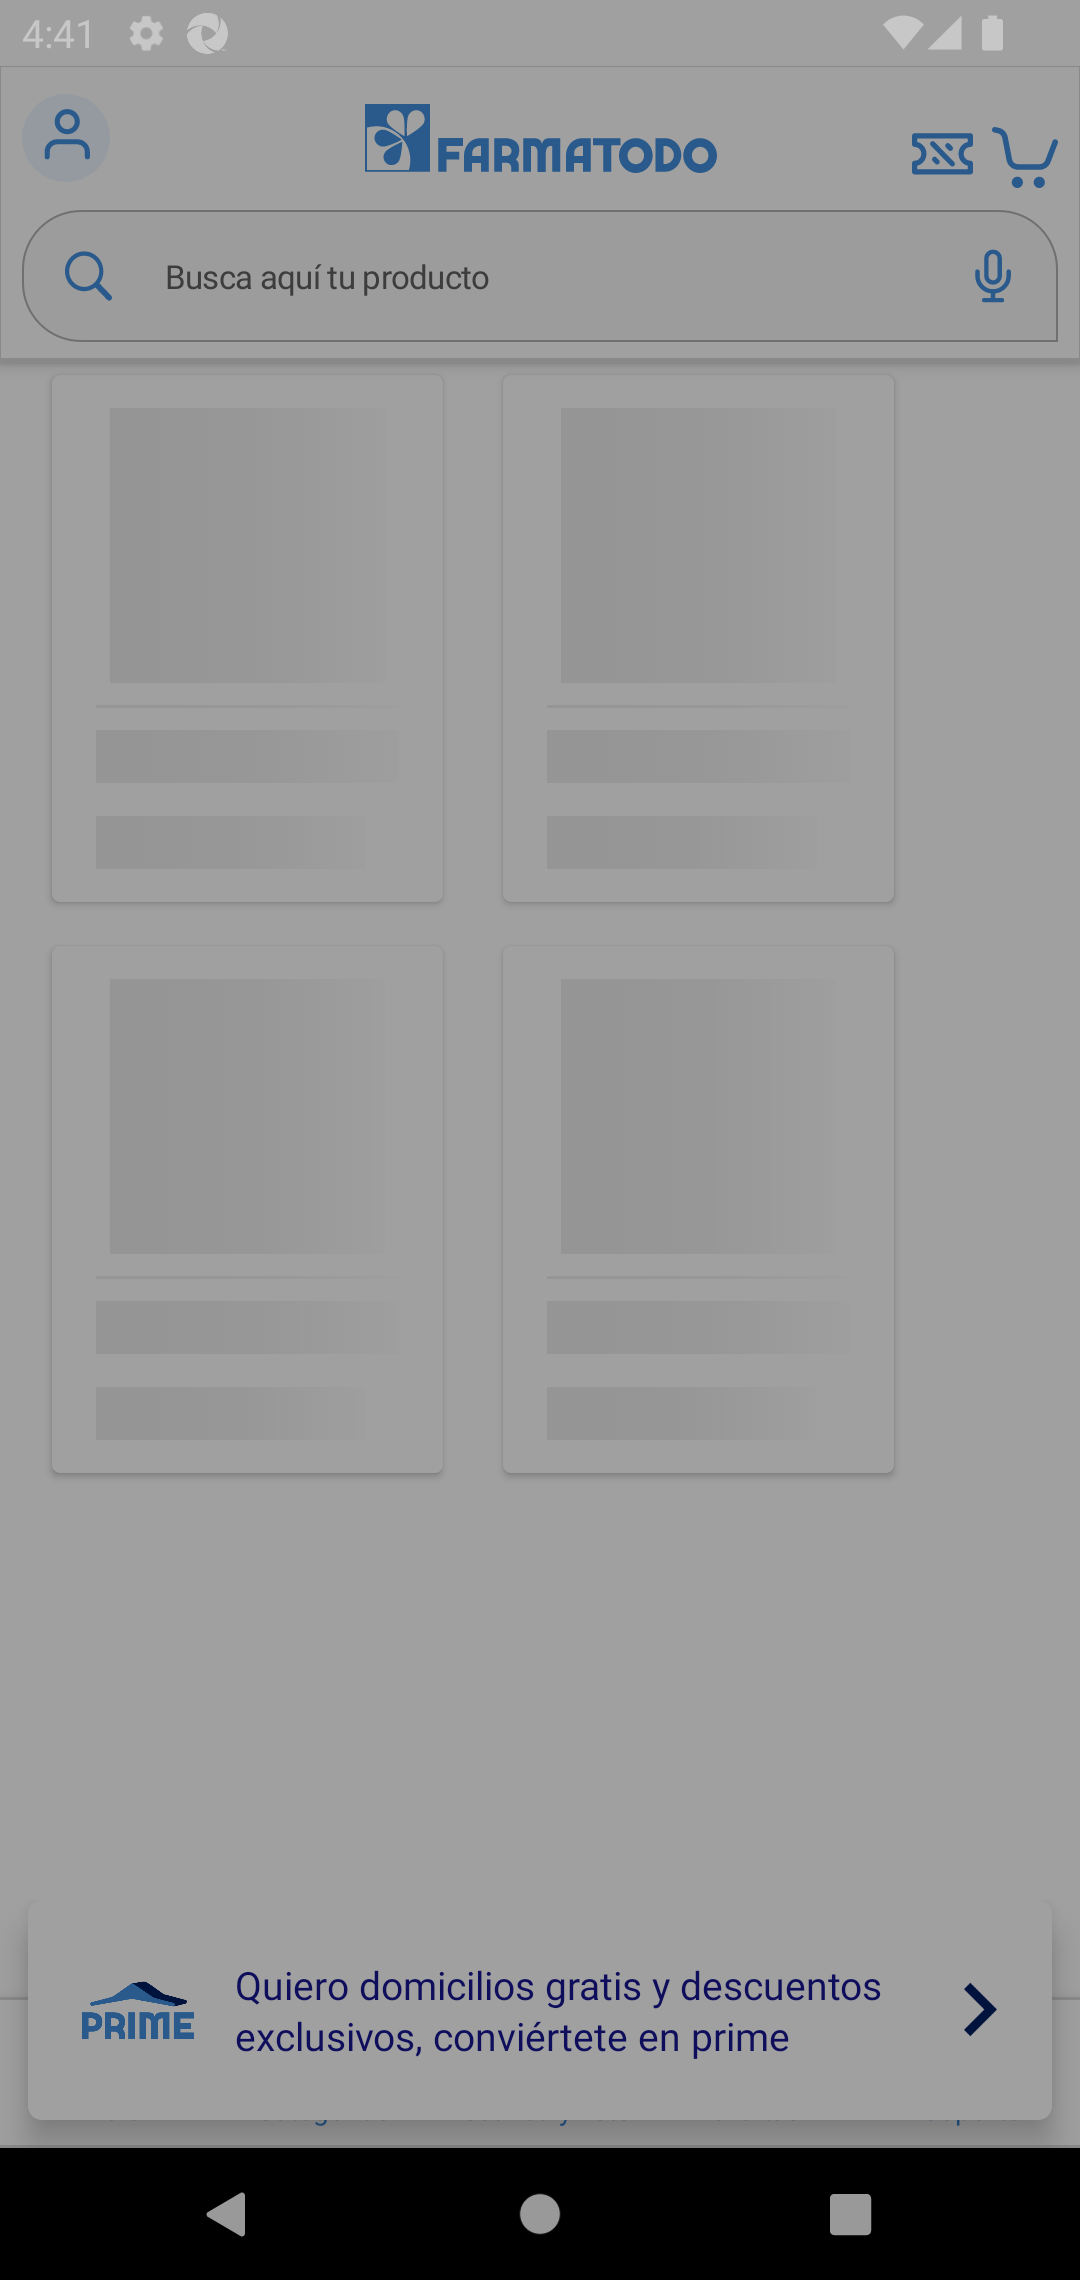 4:41
FARMATODO
Busca aquí tu producto
PRIME
Quiero domicilios gratis y descuentos
exclusivos, conviértete en prime